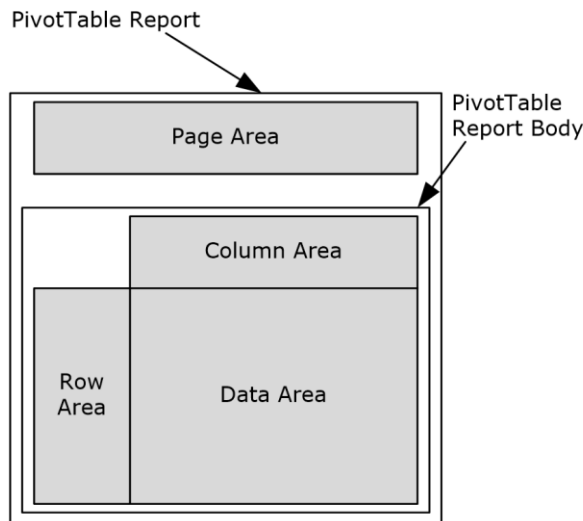 PivotTable Report
PivotTable
Report Body
Page Area
Column Area
Row
Area
Data Area